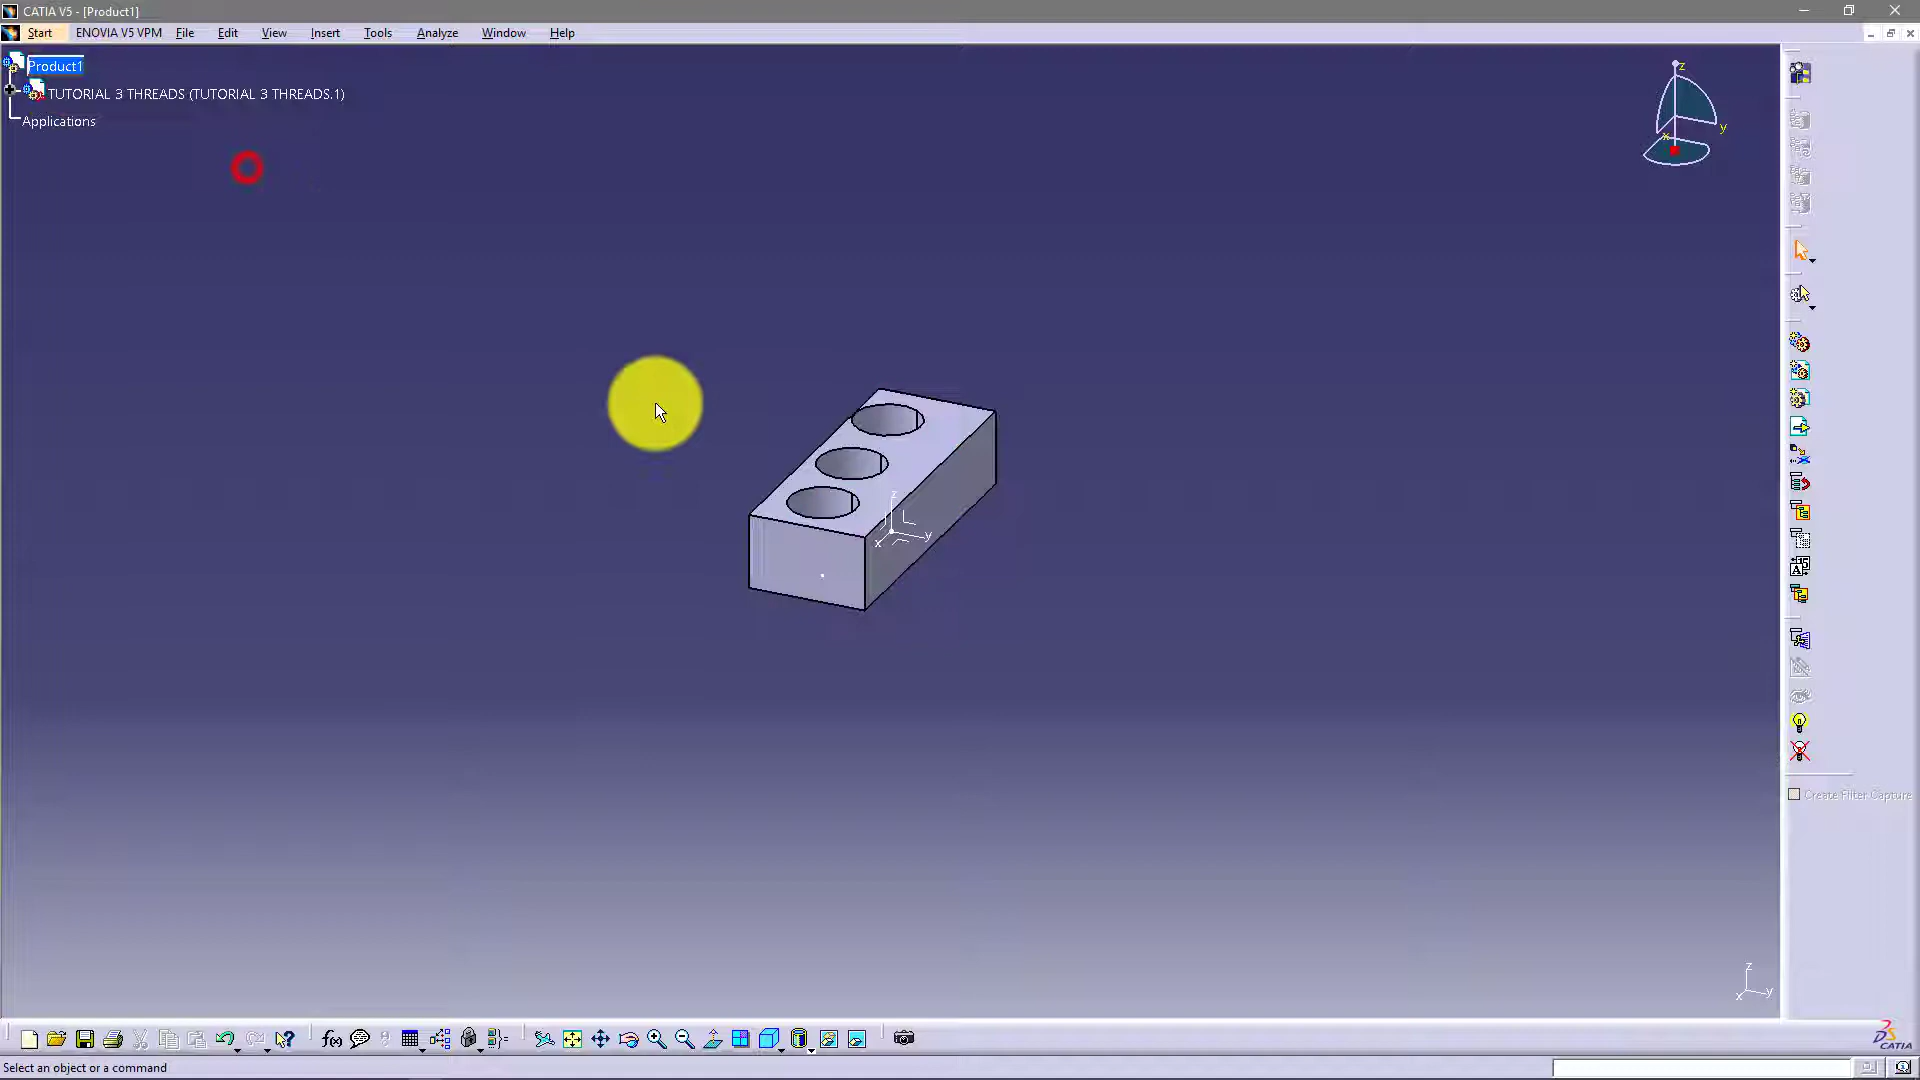 CATIA V5 - [Product1]
Start ENOVIA V5 VPM File Edit View Insert Tools Analyze Window Help
Product1
TUTORIAL 3 THREADS (TUTORIAL 3 THREADS.1)
Applications
z
y
x
z
y
x
Create Filter Capture
z
x
y
CATIA
Select an object or a command